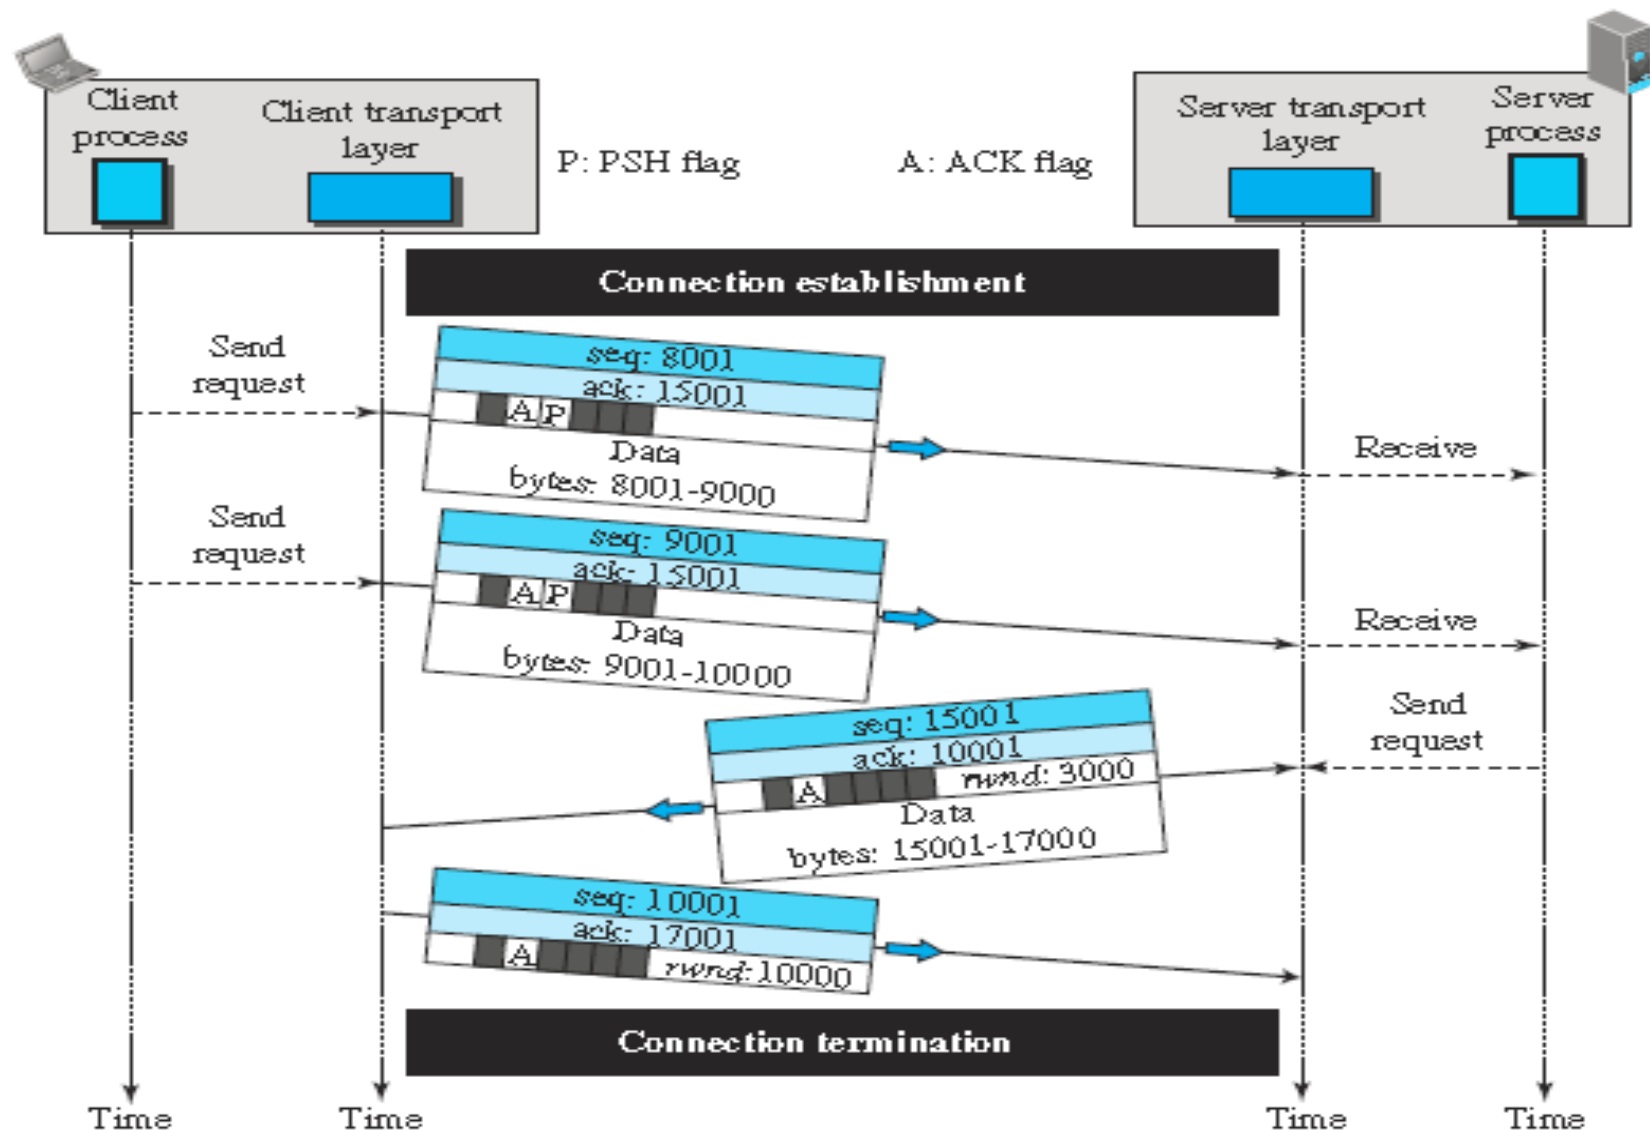 Client
process
Client transport
layer
P: PSH flag
A: ACK flag
Server transport
layer
Server
process
Connection establishment
Send
request
seq: 8001
ack: 15001
A P
Data
bytes: 8001-9000
Receive
Send
request
seq: 9001
ack: 15001
A P
Data
bytes: 9001-10000
Receive
Send
request
seq: 15001
ack: 10001
A rwnd: 3000
Data
bytes: 15001-17000
seq: 10001
ack: 17001
A rwnd: 10000
Connection termination
Time
Time
Time
Time